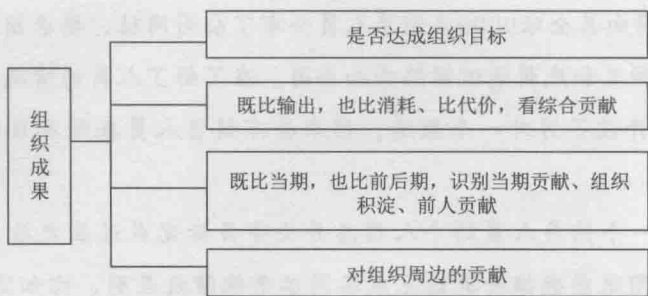 组织成果
是否达成组织目标
既比输出，也比消耗、比代价，看综合贡献
既比当期，也比前后期，识别当期贡献、组织
积淀、前人贡献
对组织周边的贡献